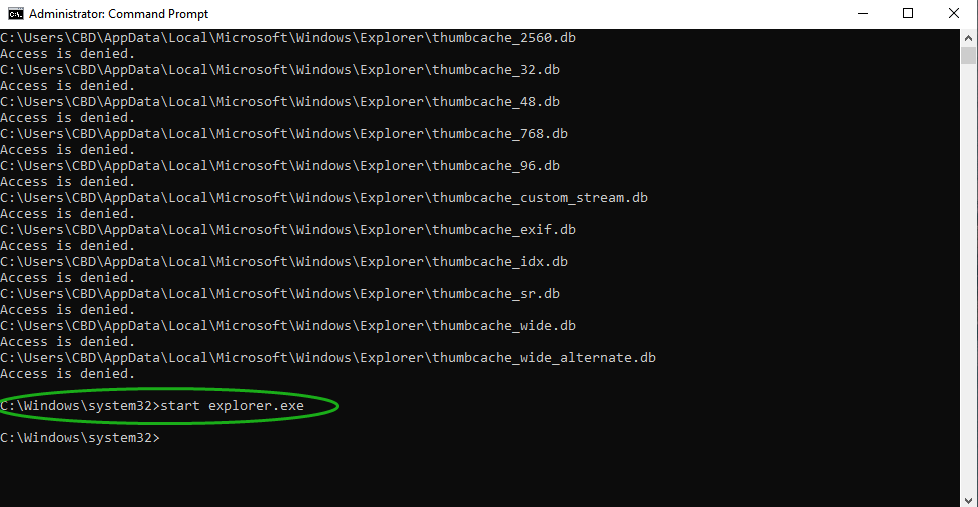 Administrator: Command Prompt
C:\Users\CBD\AppData\Local\Microsoft\Windows\Explorer\thumbcache_2560.db
Access is denied.
C:\Users\CBD\AppData\Local\Microsoft\Windows\Explorer\thumbcache_32.db
Access is denied.
C:\Users\CBD\AppData\Local\Microsoft\Windows\Explorer\thumbcache_48.db
Access is denied.
C:\Users\CBD\AppData\Local\Microsoft\Windows\Explorer\thumbcache_768.db
Access is denied.
C:\Users\CBD\AppData\Local\Microsoft\Windows\Explorer\thumbcache_96.db
Access is denied.
C:\Users\CBD\AppData\Local\Microsoft\Windows\Explorer\thumbcache_custom_stream.db
Access is denied.
C:\Users\CBD\AppData\Local\Microsoft\Windows\Explorer\thumbcache_exif.db
Access is denied.
C:\Users\CBD\AppData\Local\Microsoft\Windows\Explorer\thumbcache_idx.db
Access is denied.
C:\Users\CBD\AppData\Local\Microsoft\Windows\Explorer\thumbcache_sr.db
Access is denied.
C:\Users\CBD\AppData\Local\Microsoft\Windows\Explorer\thumbcache_wide.db
Access is denied.
C:\Users\CBD\AppData\Local\Microsoft\Windows\Explorer\thumbcache_wide_alternate.db
Access is denied.
C:\Windows\system32>start explorer.exe
C:\Windows\system32>